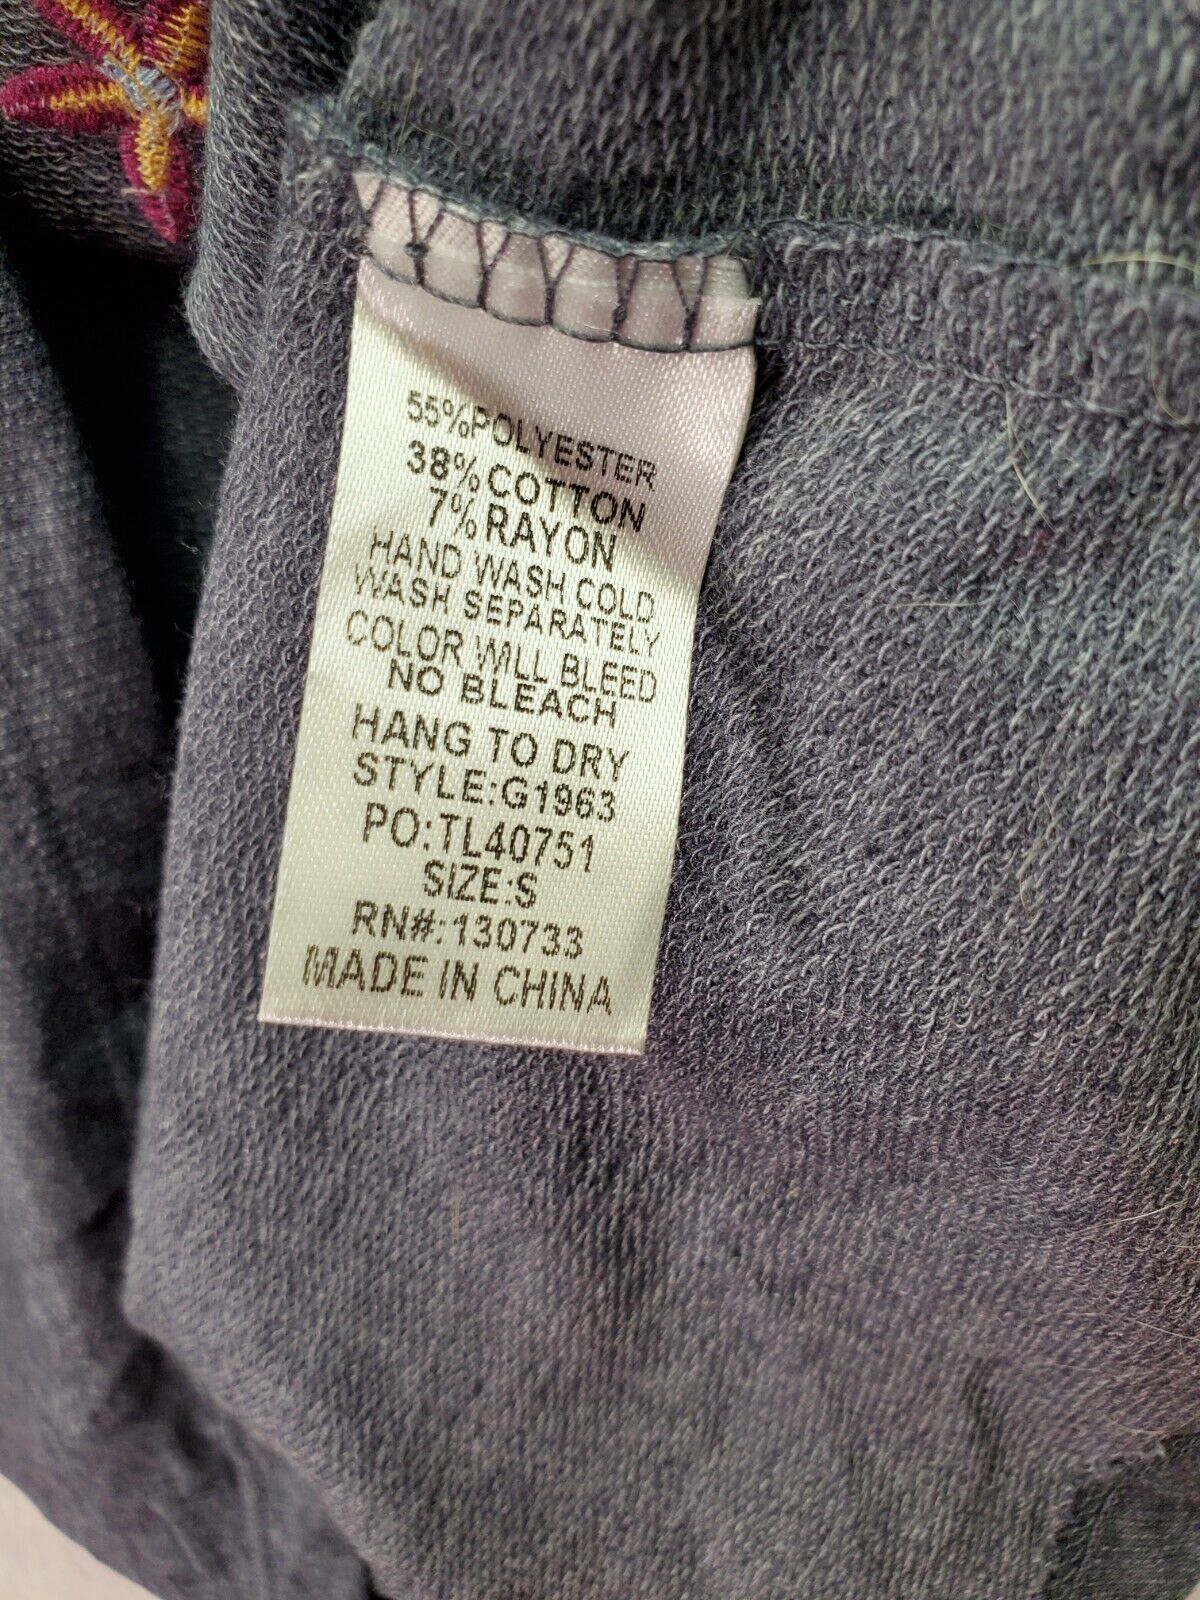 55%POLYESTER
38%COTTON
7%RAYON
HAND WASH COLD
WASH SEPARATELY
COLOR WILL BLEED
NO BLEACH
HANG TO DRY
STYLE:G1963
PO:TL40751
SIZE:S
RN#:130733
MADE IN CHINA